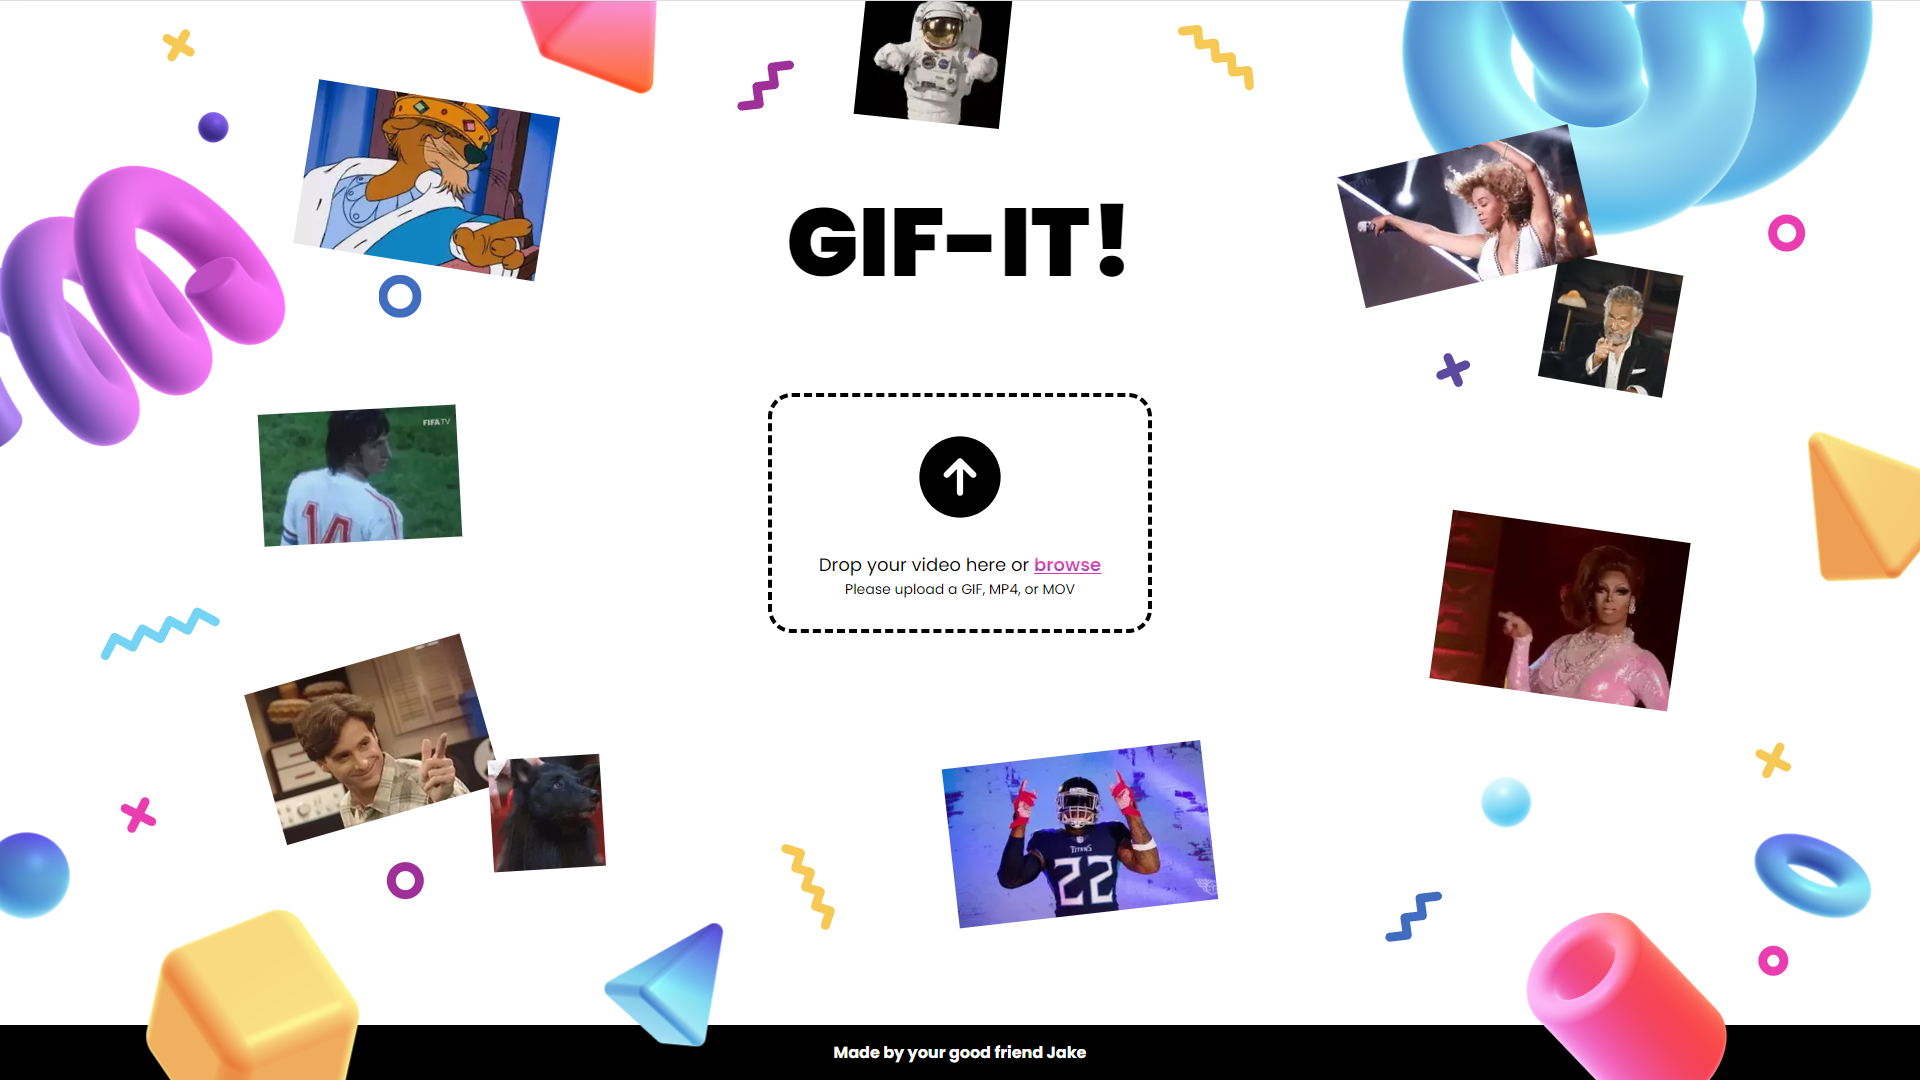 GIF-IT!
FIFA TV
14
Drop your video here or browse
Please upload a GIF, MP4, or MOV
TITANS
22
Made by your good friend Jake